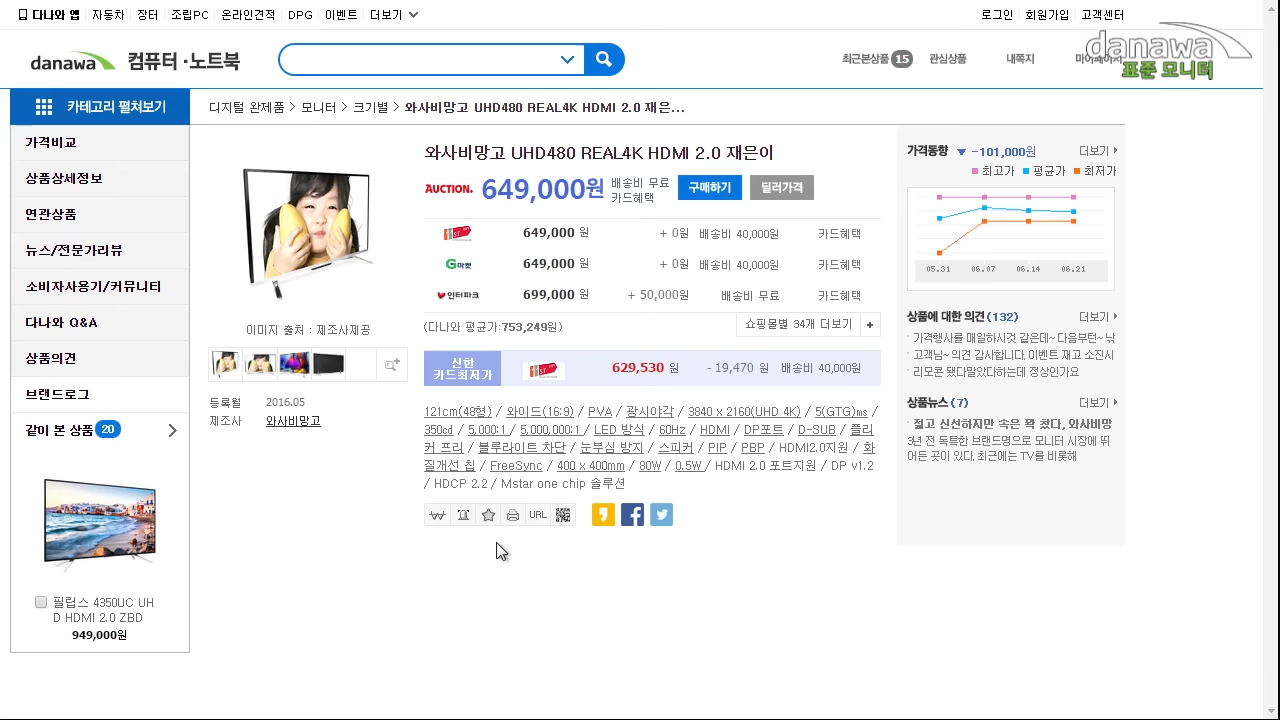 다나와 앱 자동차 장터 조립PC 온라인견적 DPG 이벤트 더보기
로그인 회원가입 고객센터
danawa 컴퓨터 · 노트북
최근본상품 15 관심상품 내쪽지
danawa
표준 모니터
카테고리 펼쳐보기
디지털 완제품 > 모니터 > 크기별 > 와사비망고 UHD480 REAL4K HDMI 2.0 재은...
가격비교
상품상세정보
연관상품
뉴스/전문가리뷰
소비자사용기/커뮤니티
다나와 Q&A
상품의견
브랜드로그
같이 본 상품 20
필립스 4350UC UH
D HDMI 2.0 ZBD
949,000원
이미지 출처 : 제조사제공
등록월 2016.05
제조사 와사비망고
와사비망고 UHD480 REAL4K HDMI 2.0 재은이
AUCTION. 649,000원 배송비 무료
카드혜택
구매하기 딜러가격
11ST 649,000 원 + 0원 배송비 40,000원 카드혜택
G마켓 649,000 원 + 0원 배송비 40,000원 카드혜택
인터파크 699,000 원 + 50,000원 배송비 무료 카드혜택
(다나와 평균가:753,249원) 쇼핑몰별 34개 더보기 +
신한
카드최저가
11ST 629,530 원 - 19,470 원 배송비 40,000원
121cm(48형) / 와이드(16:9) / PVA / 광시야각 / 3840 x 2160(UHD 4K) / 5(GTG)ms /
350cd / 5,000:1 / 5,000,000:1 / LED 방식 / 60Hz / HDMI / DP포트 / D-SUB / 플리
커 프리 / 블루라이트 차단 / 눈부심 방지 / 스피커 / PIP / PBP / HDMI2.0지원 / 화
질개선 칩 / FreeSync / 400 x 400mm / 80W / 0.5W / HDMI 2.0 포트지원 / DP v1.2
/ HDCP 2.2 / Mstar one chip 솔루션
URL
가격동향 ▼ -101,000원 더보기
최고가 평균가 최저가
05.31 06.07 06.14 06.21
상품에 대한 의견 (132) 더보기
가격행사를 매일하시것 같은데~ 다음부턴~ 낚
고객님~ 의견 감사합니다. 이벤트 재고 소진시
리모콘 됐다말았다하는데 정상인가요
상품뉴스 (7) 더보기
젊고 신선하지만 속은 꽉 찼다, 와사비망
3년 전 독특한 브랜드명으로 모니터 시장에 뛰
어든 곳이 있다. 최근에는 TV를 비롯해